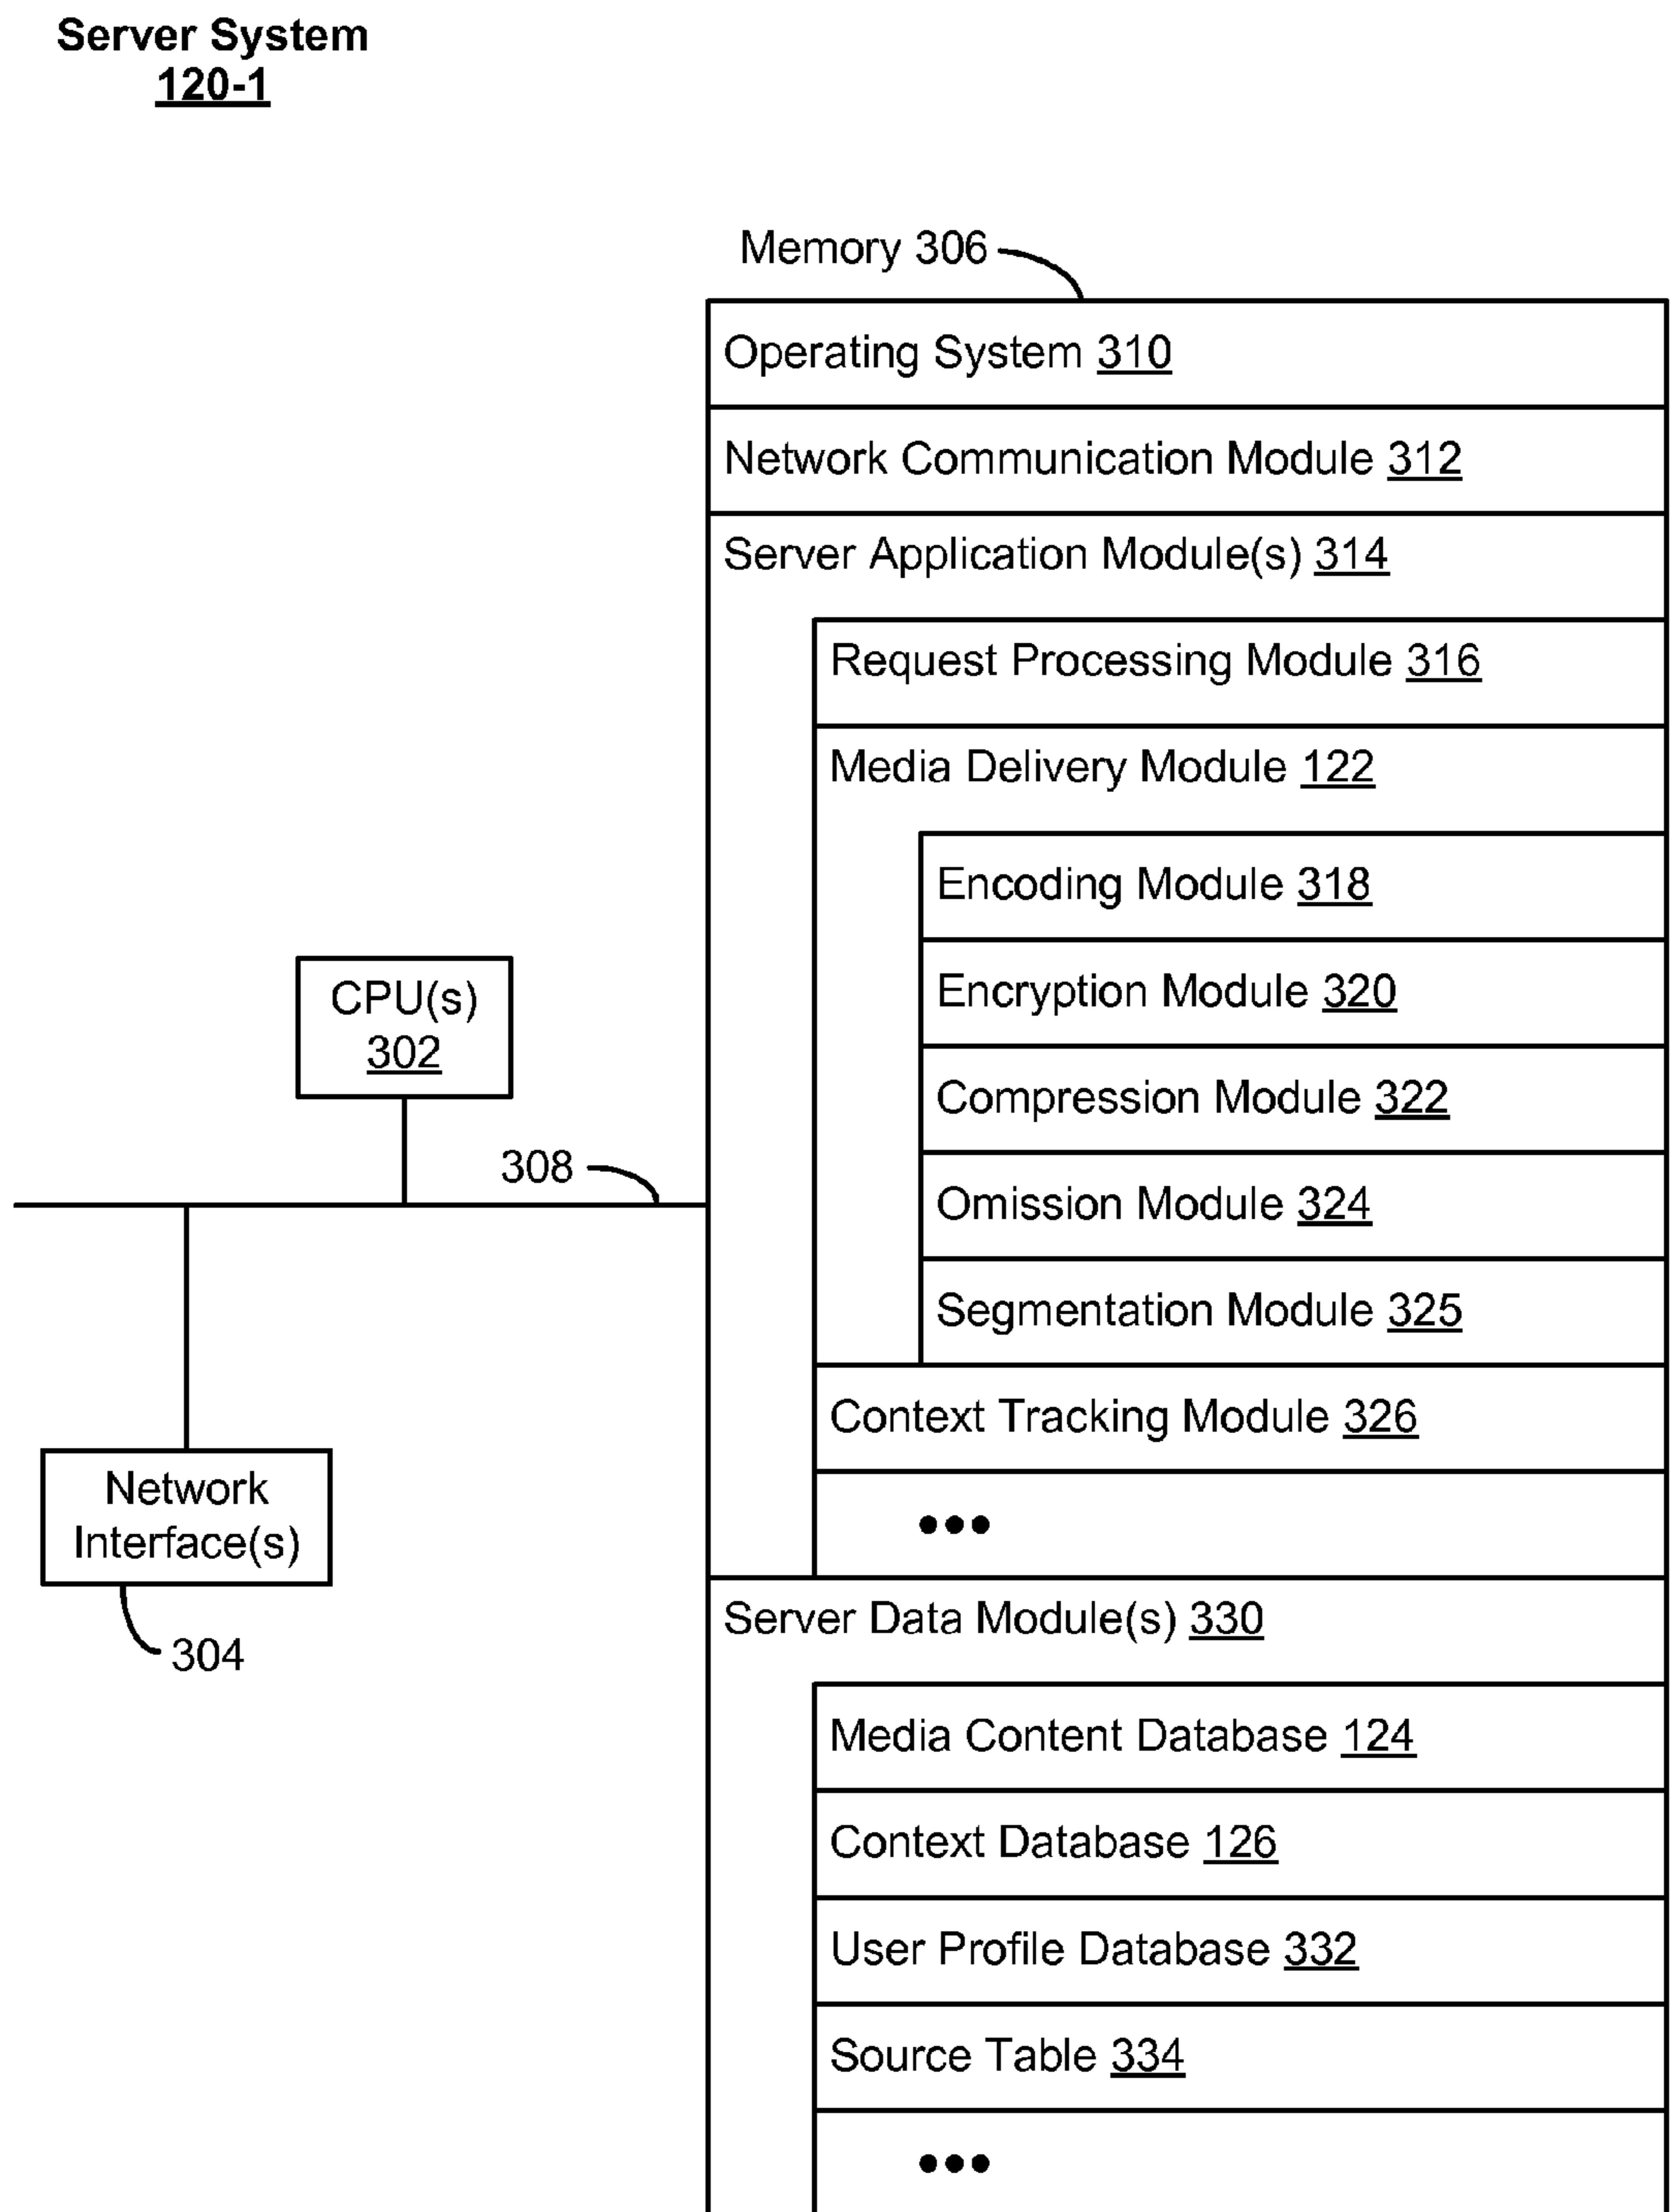 Server System
120-1
Memory 306
Operating System 310
Network Communication Module 312
Server Application Module(s) 314
Request Processing Module 316
Media Delivery Module 122
Encoding Module 318
Encryption Module 320
Compression Module 322
Omission Module 324
Segmentation Module 325
Context Tracking Module 326
•••
Server Data Module(s) 330
Media Content Database 124
Context Database 126
User Profile Database 332
Source Table 334
•••
CPU(s)
302
308
Network
Interface(s)
304